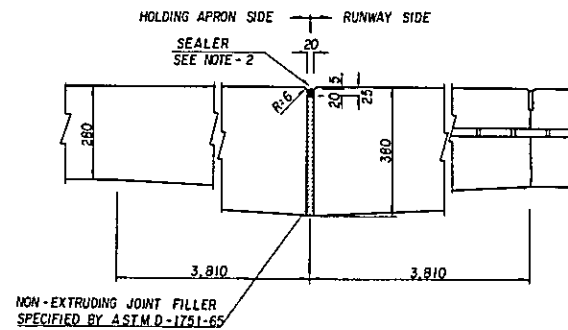 HOLDING APRON SIDE
RUNWAY SIDE
SEALER
SEE NOTE - 2
20
R=6
5
20
25
280
380
3,810
3,810
NON - EXTRUDING JOINT FILLER
SPECIFIED BY A.S.T.M. D-1751-65